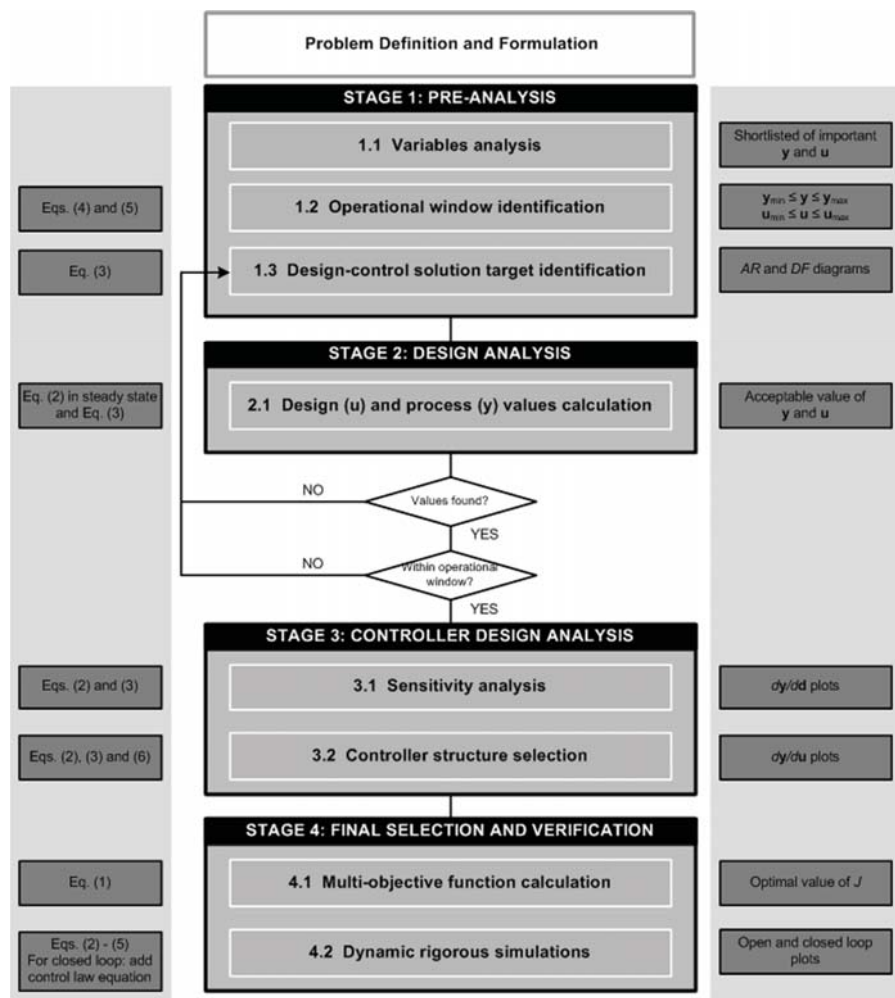 Problem Definition and Formulation
STAGE 1: PRE-ANALYSIS
1.1 Variables analysis
Shortlisted of important
y and u
Eqs. (4) and (5)
1.2 Operational window identification
y_min ≤ y ≤ y_max
u_min ≤ u ≤ u_max
Eq. (3)
1.3 Design-control solution target identification
AR and DF diagrams
STAGE 2: DESIGN ANALYSIS
Eq. (2) in steady state
and Eq. (3)
2.1 Design (u) and process (y) values calculation
Acceptable value of
y and u
NO
Values found?
YES
NO
Within operational
window?
YES
STAGE 3: CONTROLLER DESIGN ANALYSIS
Eqs. (2) and (3)
3.1 Sensitivity analysis
dy/dd plots
Eqs. (2), (3) and (6)
3.2 Controller structure selection
dy/du plots
STAGE 4: FINAL SELECTION AND VERIFICATION
Eq. (1)
4.1 Multi-objective function calculation
Optimal value of J
Eqs. (2) - (5)
For closed loop: add
control law equation
4.2 Dynamic rigorous simulations
Open and closed loop
plots